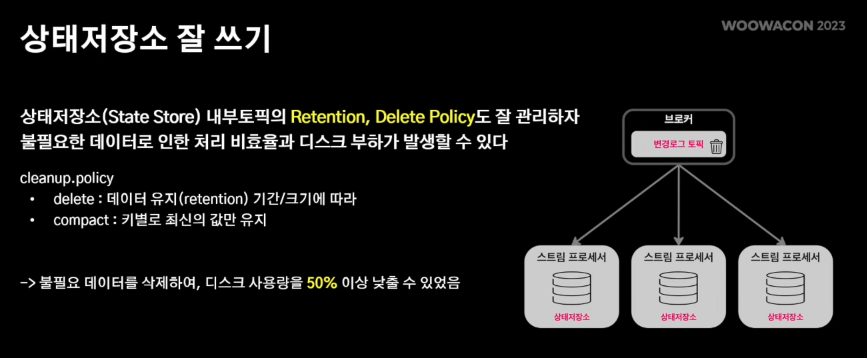 상태저장소 잘 쓰기
WOOWACON 2023
상태저장소(State Store) 내부토픽의 Retention, Delete Policy도 잘 관리하자
불필요한 데이터로 인한 처리 비효율과 디스크 부하가 발생할 수 있다
cleanup.policy
• delete : 데이터 유지(retention) 기간/크기에 따라
• compact : 키별로 최신의 값만 유지
-> 불필요 데이터를 삭제하여, 디스크 사용량을 50% 이상 낮출 수 있었음
브로커
변경로그 토픽
스트림 프로세서
상태저장소
스트림 프로세서
상태저장소
스트림 프로세서
상태저장소